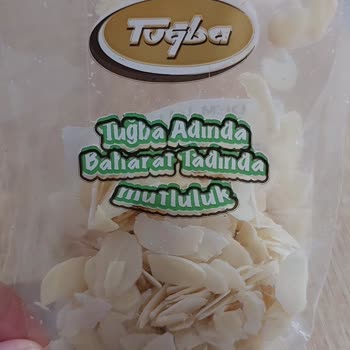 Tuğba
Tuğba Adında
Baharat Tadında
mutluluk